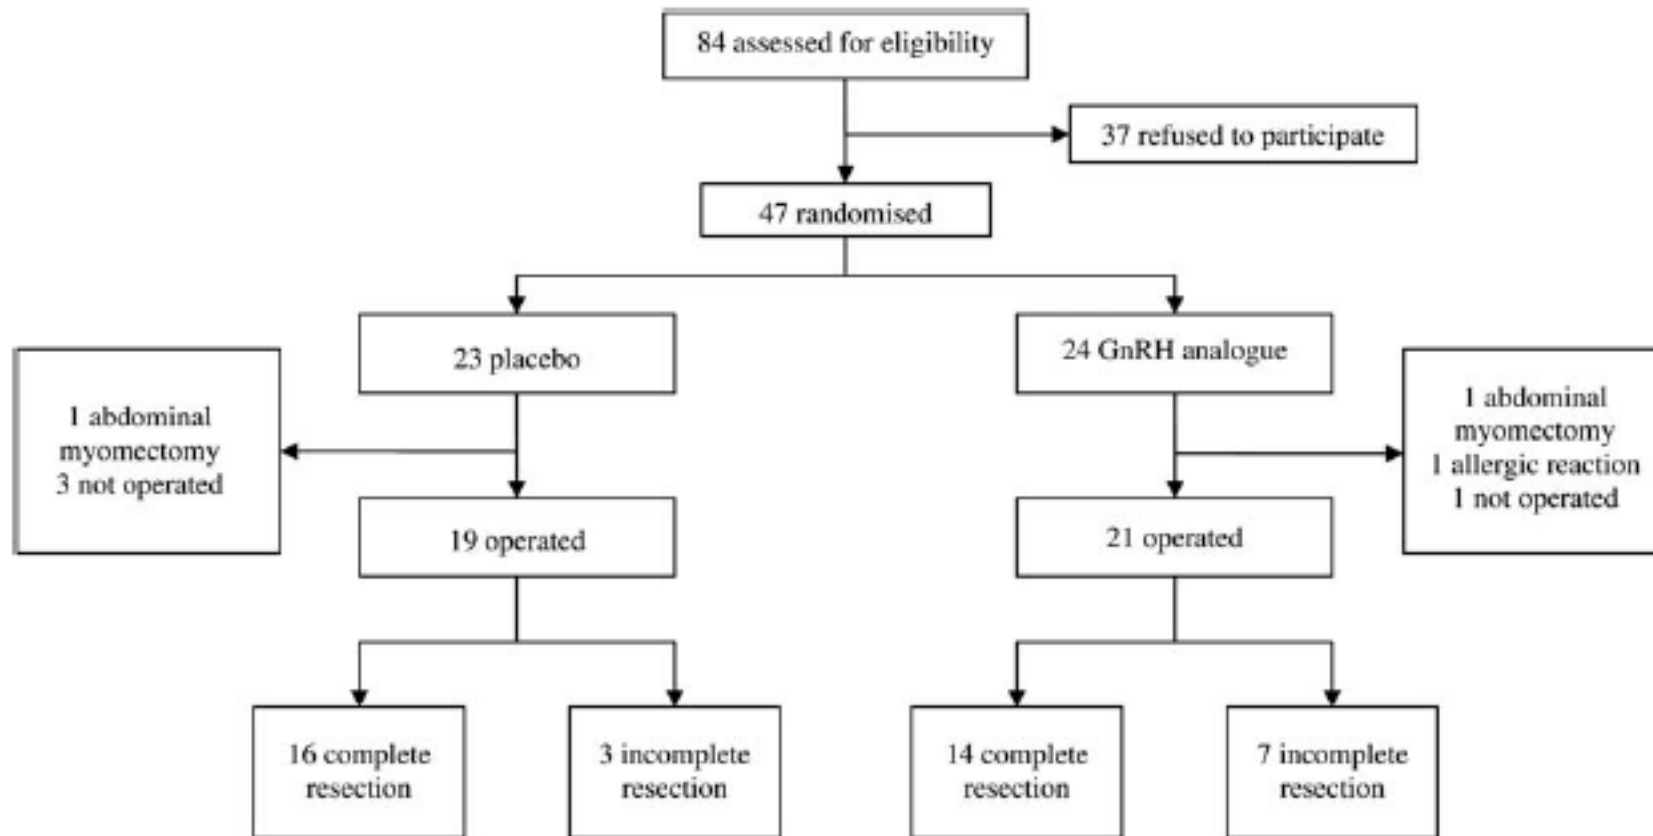 84 assessed for eligibility
37 refused to participate
47 randomised
23 placebo
24 GnRH analogue
1 abdominal
myomectomy
3 not operated
1 abdominal
myomectomy
1 allergic reaction
1 not operated
19 operated
21 operated
16 complete
resection
3 incomplete
resection
14 complete
resection
7 incomplete
resection